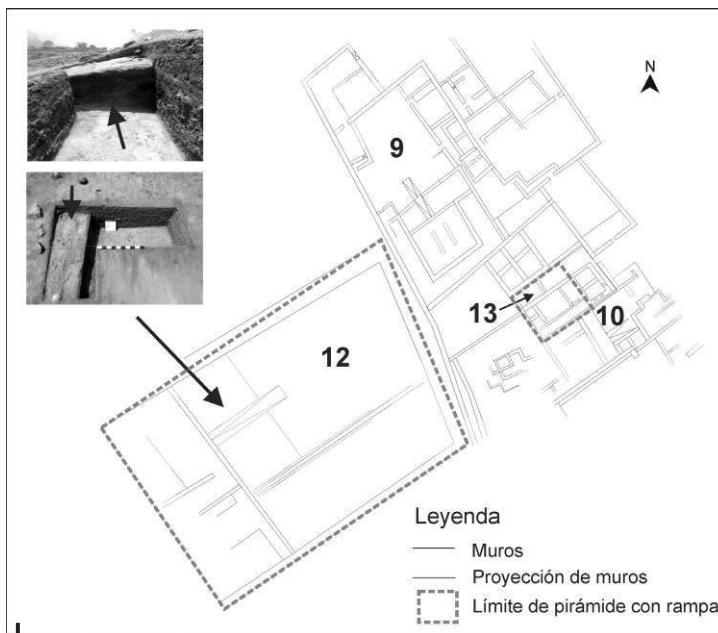 N
9
13
10
12
Leyenda
Muros
Proyección de muros
Límite de pirámide con rampa